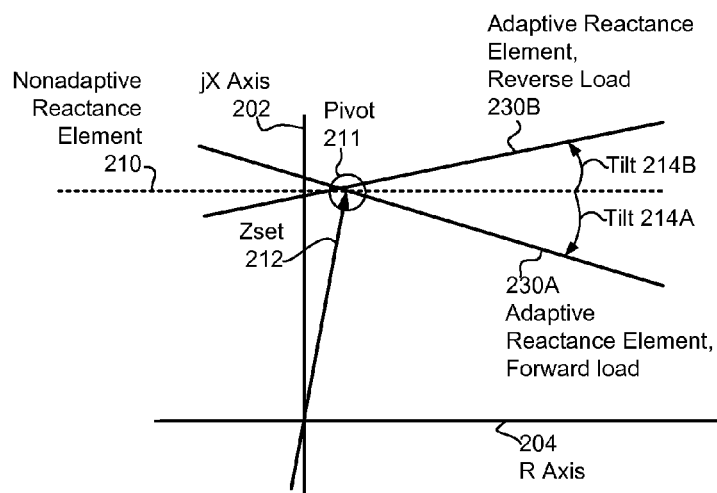 Adaptive Reactance
Element,
Reverse Load
230B
Nonadaptive
Reactance
Element
210
jX Axis
202
Pivot
211
Tilt 214B
Tilt 214A
Zset
212
230A
Adaptive
Reactance Element,
Forward load
204
R Axis